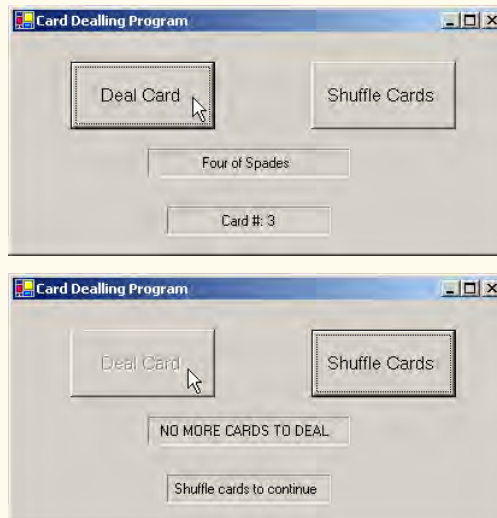 Card Dealling Program
Deal Card
Shuffle Cards
Four of Spades
Card #: 3
Card Dealling Program
Deal Card
Shuffle Cards
NO MORE CARDS TO DEAL
Shuffle cards to continue